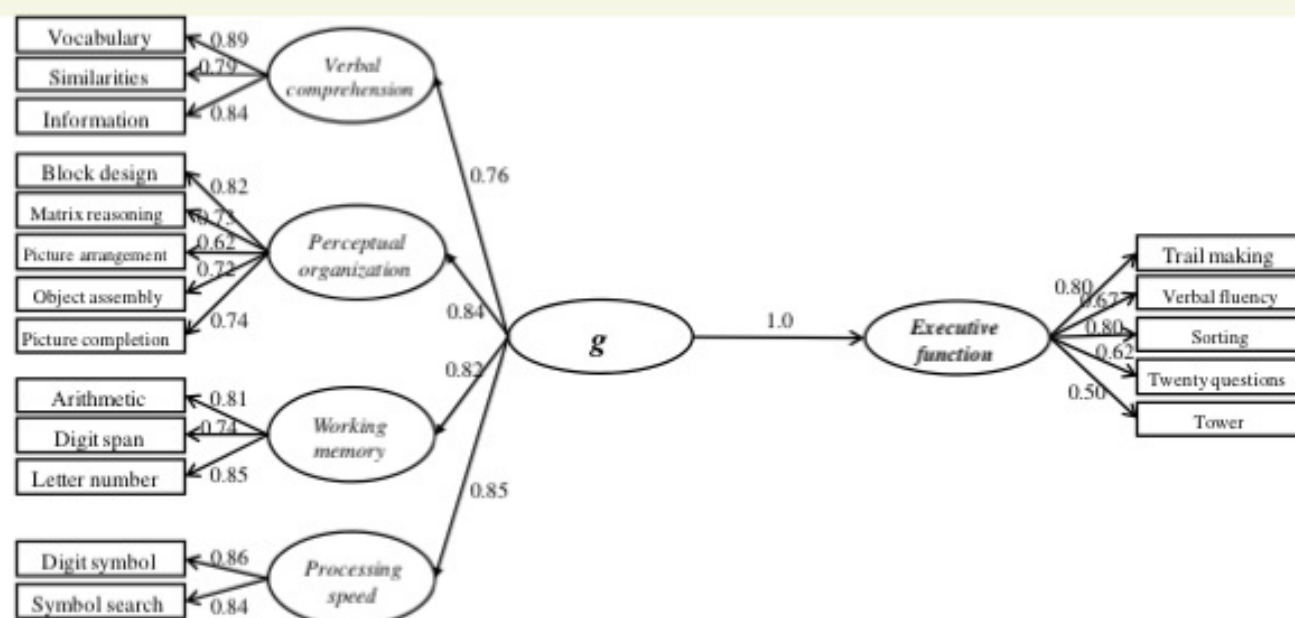 Vocabulary
0.89
Similarities
0.79
Information
0.84
Verbal
comprehension
Block design
0.82
Matrix reasoning
0.73
Picture arrangement
0.62
Object assembly
0.72
Picture completion
0.74
Perceptual
organization
Arithmetic
0.81
Digit span
0.74
Letter number
0.85
Working
memory
Digit symbol
0.86
Symbol search
0.84
Processing
speed
0.76
0.84
0.82
0.85
g
1.0
Executive
function
0.80
Trail making
0.67
Verbal fluency
0.80
Sorting
0.62
Twenty questions
0.50
Tower